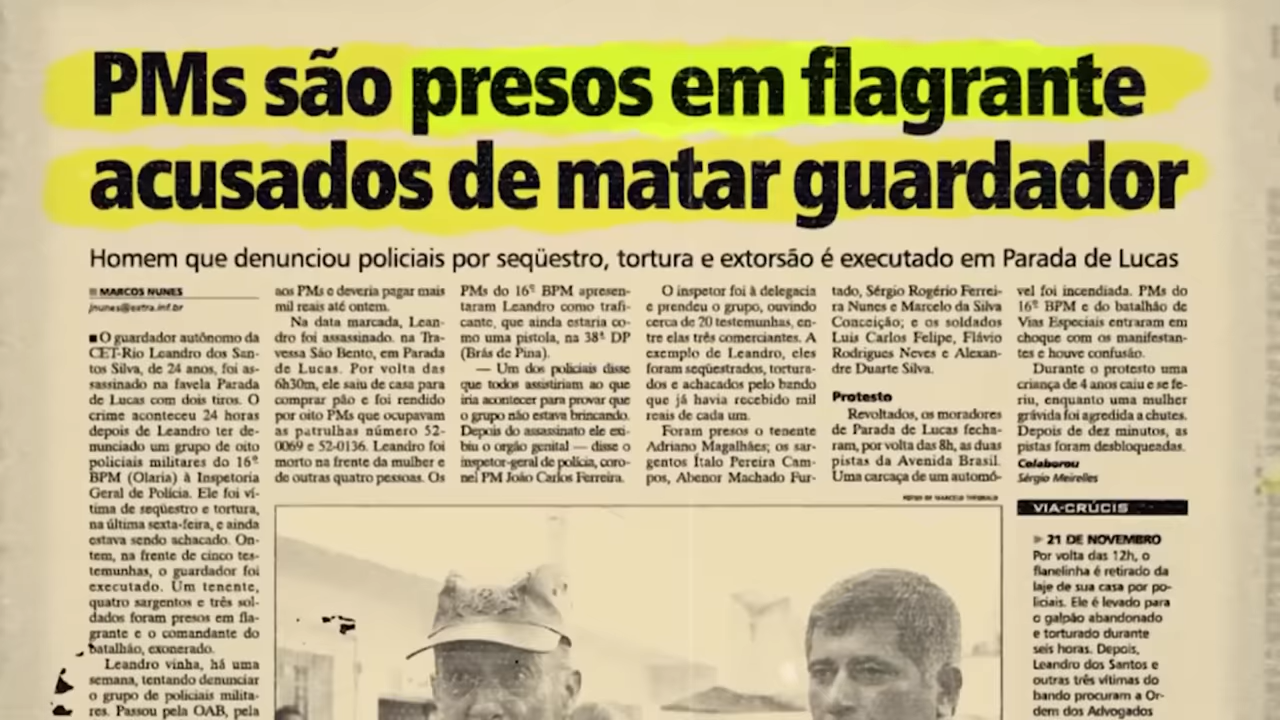 PMs são presos em flagrante
acusados de matar guardador
Homem que denunciou policiais por seqüestro, tortura e extorsão é executado em Parada de Lucas
■ MARCOS NUNES
jnunes@extra.inf.br
■ O guardador autônomo da
CET-Rio Leandro dos San-
tos Silva, de 24 anos, foi as-
sassinado na favela Parada
de Lucas com dois tiros. O
crime aconteceu 24 horas
depois de Leandro ter de-
nunciado um grupo de oito
policiais militares do 16º
BPM (Olaria) à Inspetoria
Geral de Polícia. Ele foi ví-
tima de seqüestro e tortura,
na última sexta-feira, e ainda
estava sendo achacado. On-
tem, na frente de cinco tes-
temunhas, o guardador foi
executado. Um tenente,
quatro sargentos e três sol-
dados foram presos em fla-
grante e o comandante do
batalhão, exonerado.
Leandro vinha, há uma
semana, tentando denunciar
o grupo de policiais milita-
res. Passou pela OAB, pela
aos PMs e deveria pagar mais
mil reais até ontem.
Na data marcada, Lean-
dro foi assassinado. na Tra-
vessa São Bento, em Parada
de Lucas. Por volta das
6h30m, ele saiu de casa para
comprar pão e foi rendido
por oito PMs que ocupavam
as patrulhas número 52-
0069 e 52-0136. Leandro foi
morto na frente da mulher e
de outras quatro pessoas. Os
PMs do 16º BPM apresen-
taram Leandro como trafi-
cante, que ainda estaria co-
mo uma pistola, na 38ª DP
(Brás de Pina).
— Um dos policiais disse
que todos assistiriam ao que
iria acontecer para provar que
o grupo não estava brincando.
Depois do assassinato ele exi-
biu o orgão genital — disse o
inspetor-geral de polícia, coro-
nel PM João Carlos Ferreira.
O inspetor foi à delegacia
e prendeu o grupo, ouvindo
cerca de 20 testemunhas, en-
tre elas três comerciantes. A
exemplo de Leandro, eles
foram seqüestrados, tortura-
dos e achacados pelo bando
que já havia recebido mil
reais de cada um.
Foram presos o tenente
Adriano Magalhães; os sar-
gentos Ítalo Pereira Cam-
pos, Abenor Machado Fur-
tado, Sérgio Rogério Ferrei-
ra Nunes e Marcelo da Silva
Conceição; e os soldados
Luis Carlos Felipe, Flávio
Rodrigues Neves e Alexan-
dre Duarte Silva.
Protesto
Revoltados, os moradores
de Parada de Lucas fecha-
ram, por volta das 8h, as duas
pistas da Avenida Brasil.
Uma carcaça de um automó-
vel foi incendiada. PMs do
16º BPM e do batalhão de
Vias Especiais entraram em
choque com os manifestan-
tes e houve confusão.
Durante o protesto uma
criança de 4 anos caiu e se fe-
riu, enquanto uma mulher
grávida foi agredida a chutes.
Depois de dez minutos, as
pistas foram desbloqueadas.
Colaborou
Sérgio Meirelles
VIA-CRÚCIS
▶ 21 DE NOVEMBRO
Por volta das 12h, o
flanelinha é retirado da
laje de sua casa por po-
liciais. Ele é levado para
o galpão abandonado
e torturado durante
seis horas. Depois,
Leandro dos Santos e
outras três vítimas do
bando procuram a Or-
dem dos Advogados